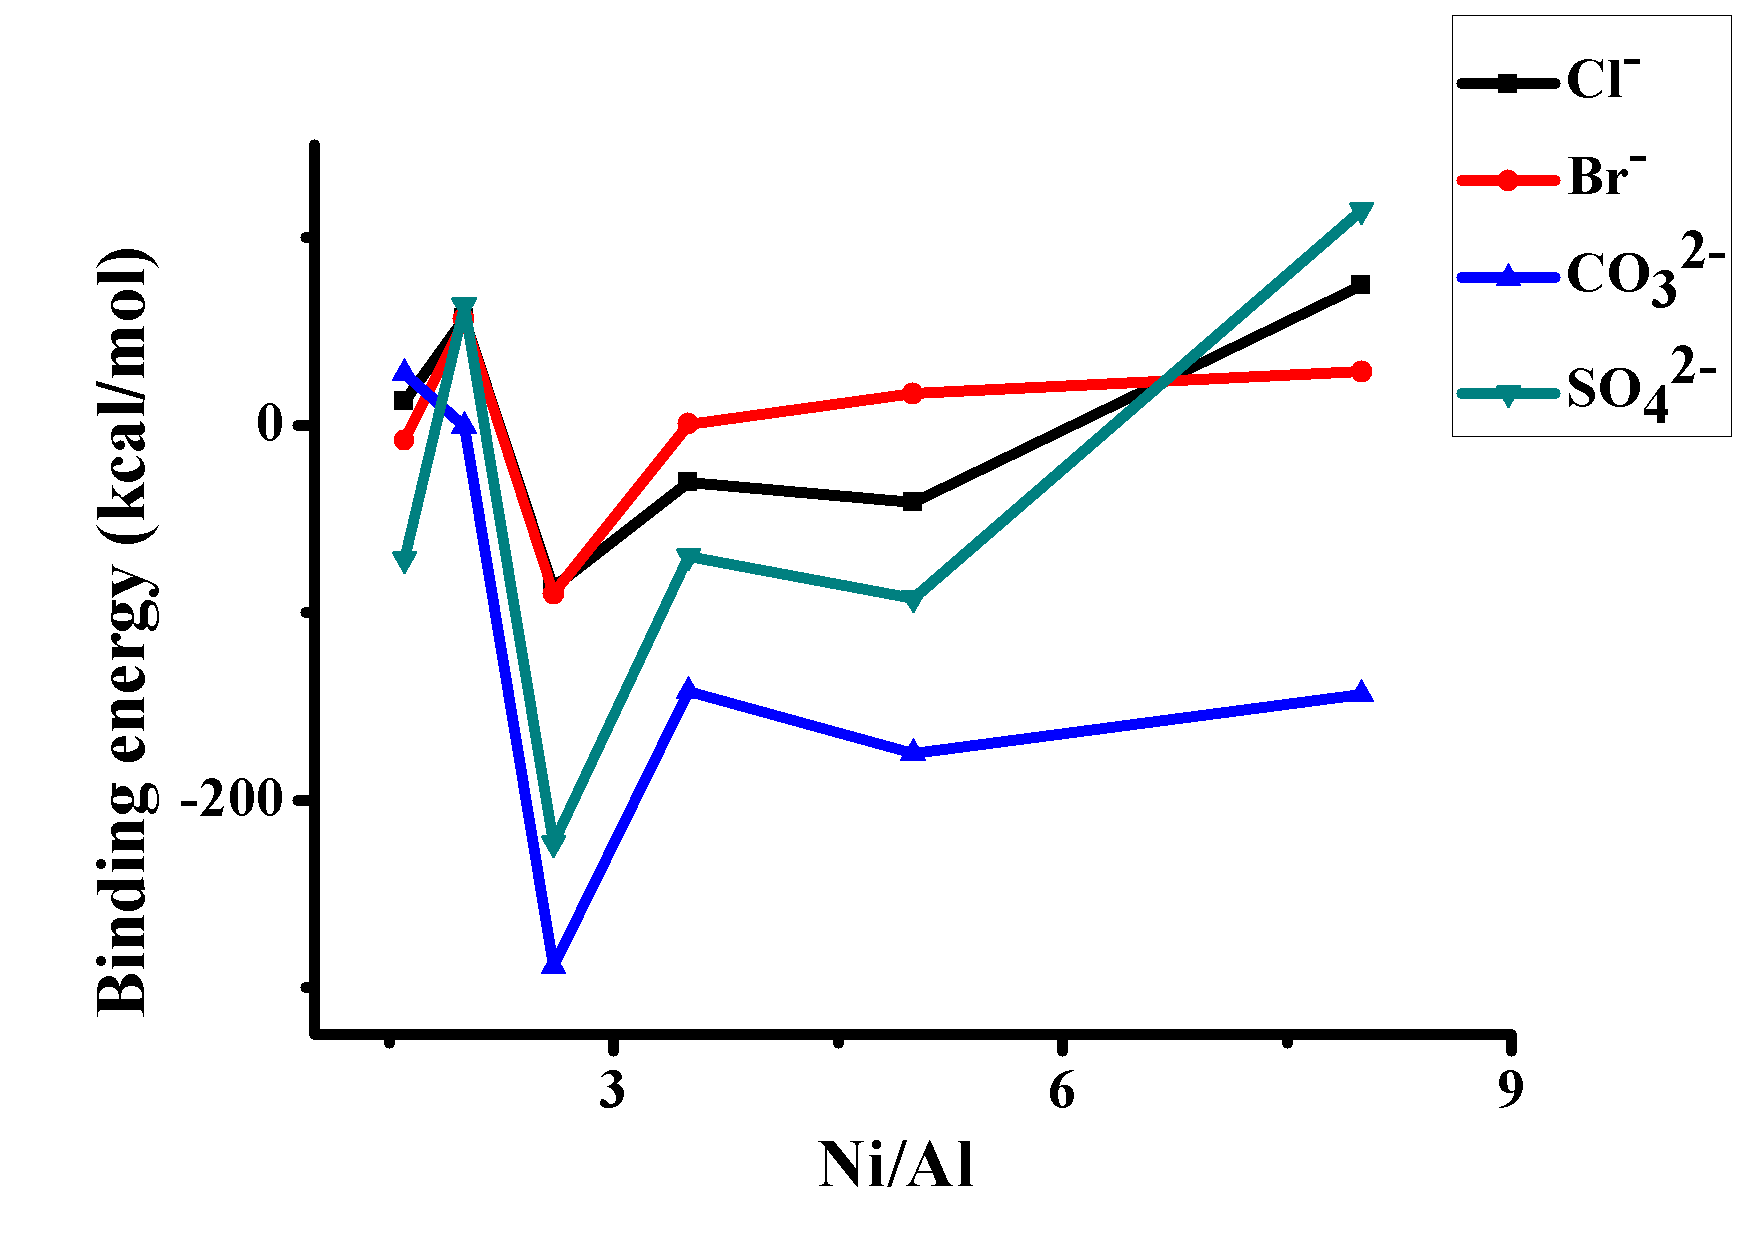 Cl⁻
Br⁻
CO₃²⁻
SO₄²⁻
0
-200
Binding energy (kcal/mol)
3 6 9
Ni/Al